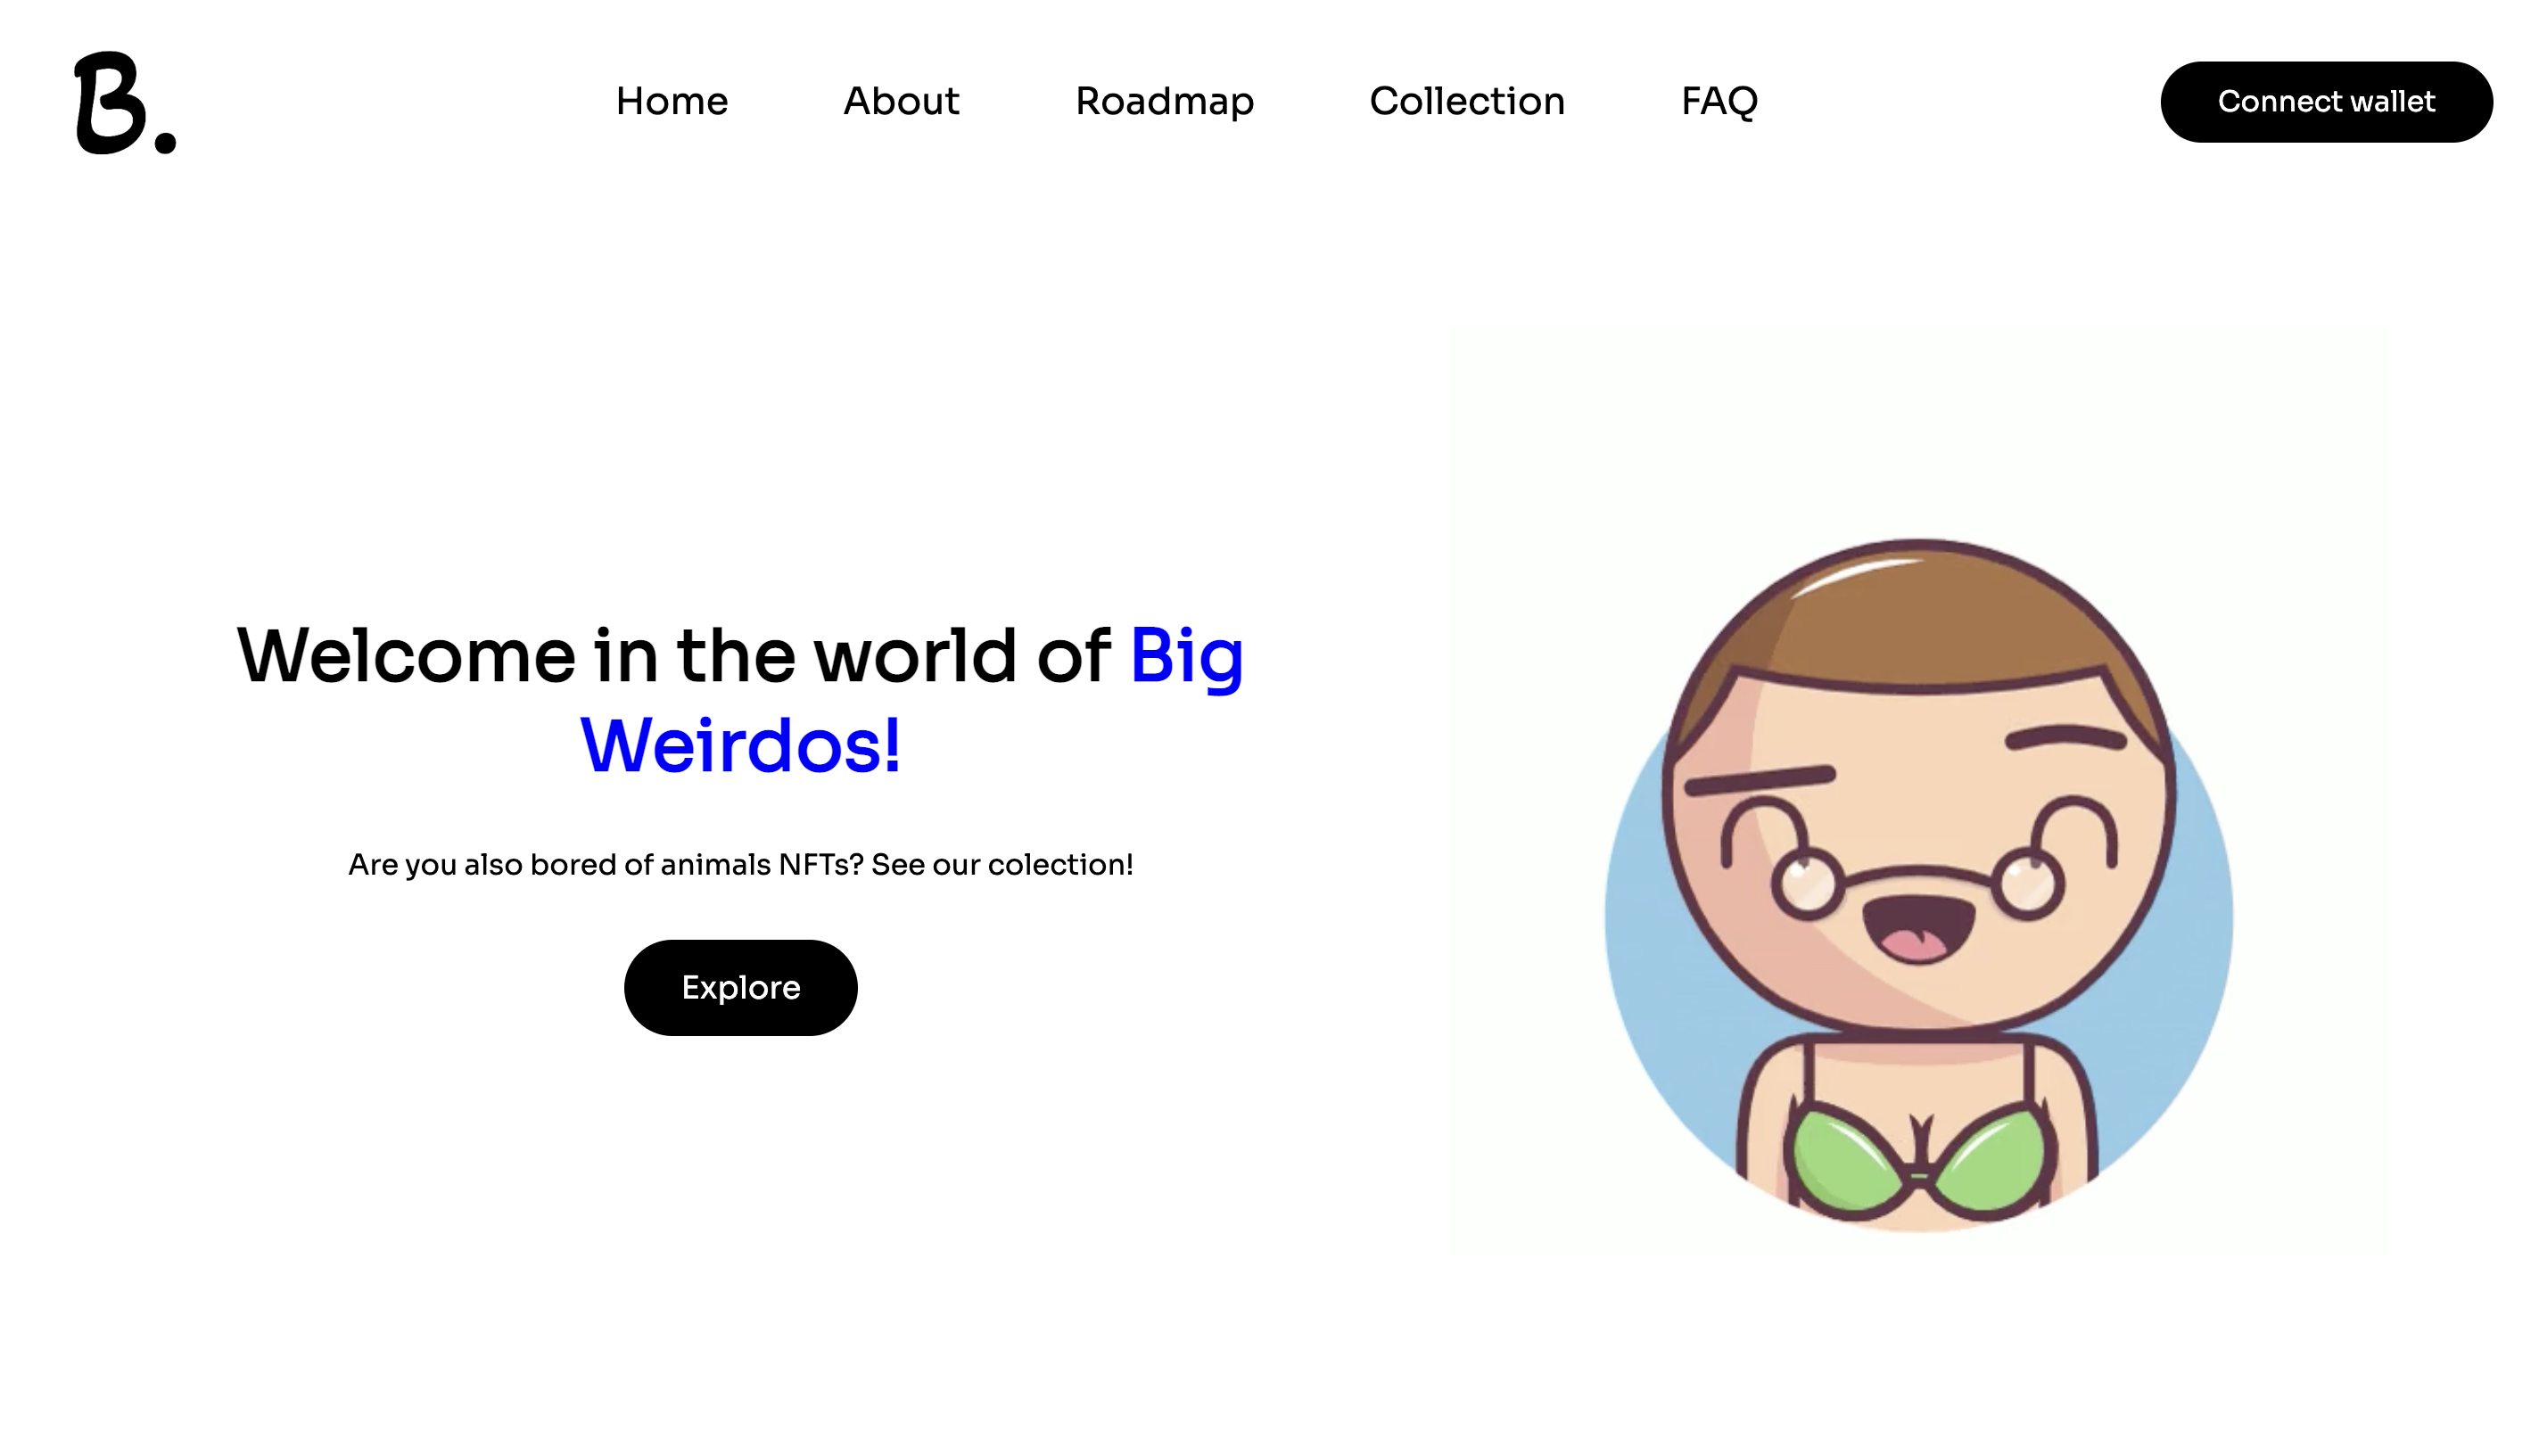 B.
Home About Roadmap Collection FAQ Connect wallet
Welcome in the world of Big
Weirdos!
Are you also bored of animals NFTs? See our colection!
Explore